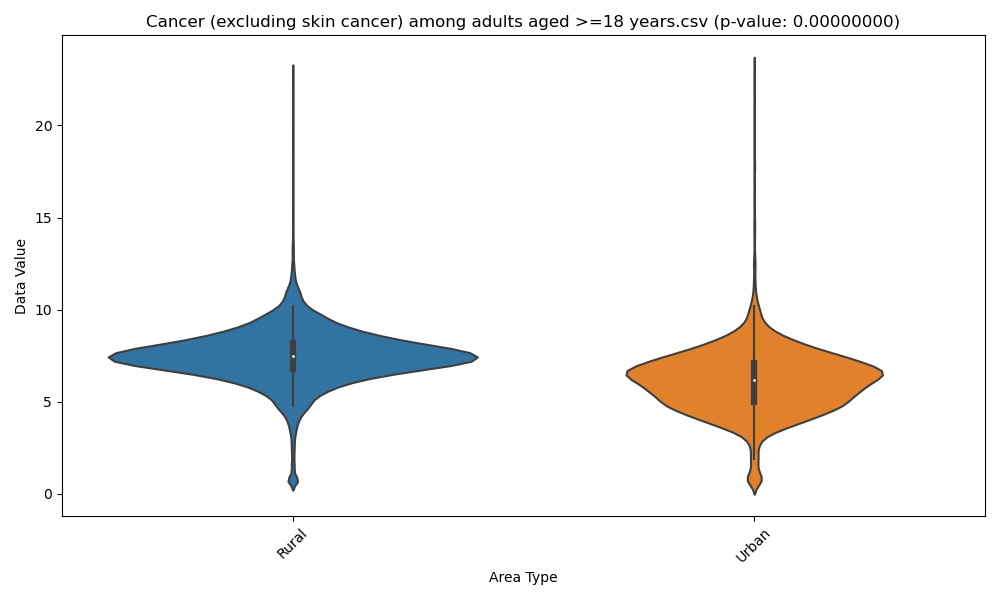 Cancer (excluding skin cancer) among adults aged >=18 years.csv (p-value: 0.00000000)
20
15
10
5
0
Data Value
Rural
Urban
Area Type